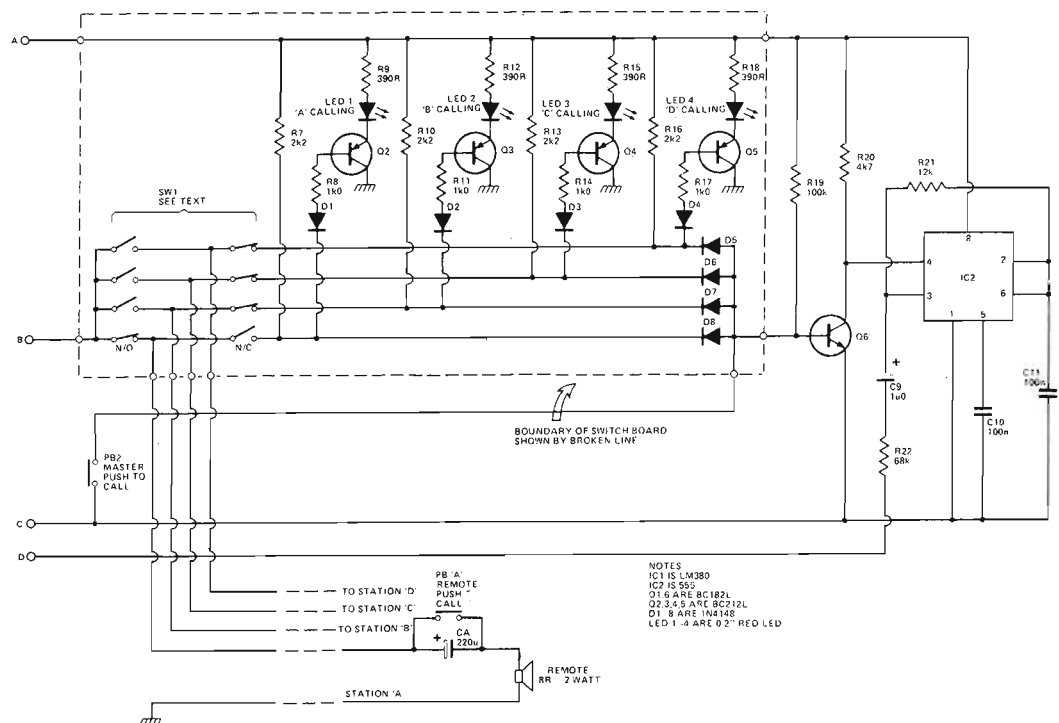 A
R9
390R
R12
390R
R15
390R
R18
390R
LED 1
'A' CALLING
LED 2
'B' CALLING
LED 3
'C' CALLING
LED 4
'D' CALLING
R7
2k2
Q2
R10
2k2
Q3
R13
2k2
Q4
R16
2k2
Q5
R8
1k0
R11
1k0
R14
1k0
R17
1k0
D1
D2
D3
D4
R19
100k
R20
4k7
R21
12k
SW1
SEE TEXT
D5
D6
D7
D8
B
N/O
N/C
Q6
8
4
3
IC2
2
6
1
5
C9
1u0
+
C10
100n
C11
100n
R22
68k
BOUNDARY OF SWITCH BOARD
SHOWN BY BROKEN LINE
PB2
MASTER
PUSH TO
CALL
C
D
TO STATION 'D'
TO STATION 'C'
TO STATION 'B'
PB 'A'
REMOTE
PUSH
CALL
+
CA
220u
REMOTE
8R 2 WATT
STATION 'A
NOTES
IC1 IS LM380
IC2 IS 555
Q1,6 ARE BC182L
Q2,3,4,5 ARE BC212L
D1 8 ARE 1N4148
LED 1 -4 ARE 0.2" RED LED